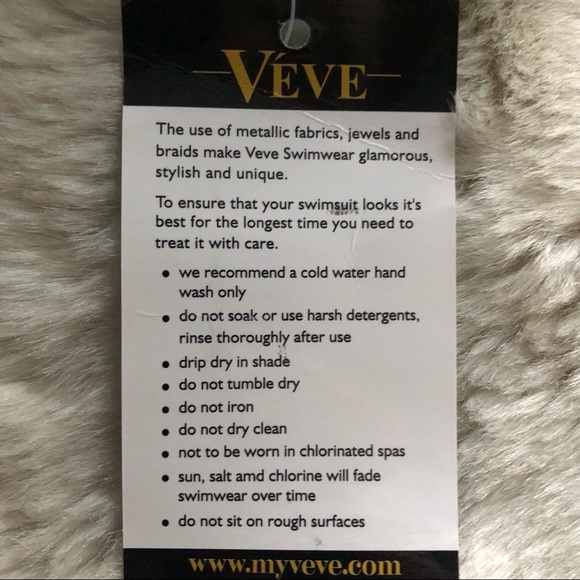 VÉVE
The use of metallic fabrics, jewels and
braids make Veve Swimwear glamorous,
stylish and unique.
To ensure that your swimsuit looks it's
best for the longest time you need to
treat it with care.
• we recommend a cold water hand
wash only
• do not soak or use harsh detergents,
rinse thoroughly after use
• drip dry in shade
• do not tumble dry
• do not iron
• do not dry clean
• not to be worn in chlorinated spas
• sun, salt amd chlorine will fade
swimwear over time
• do not sit on rough surfaces
www.myveve.com